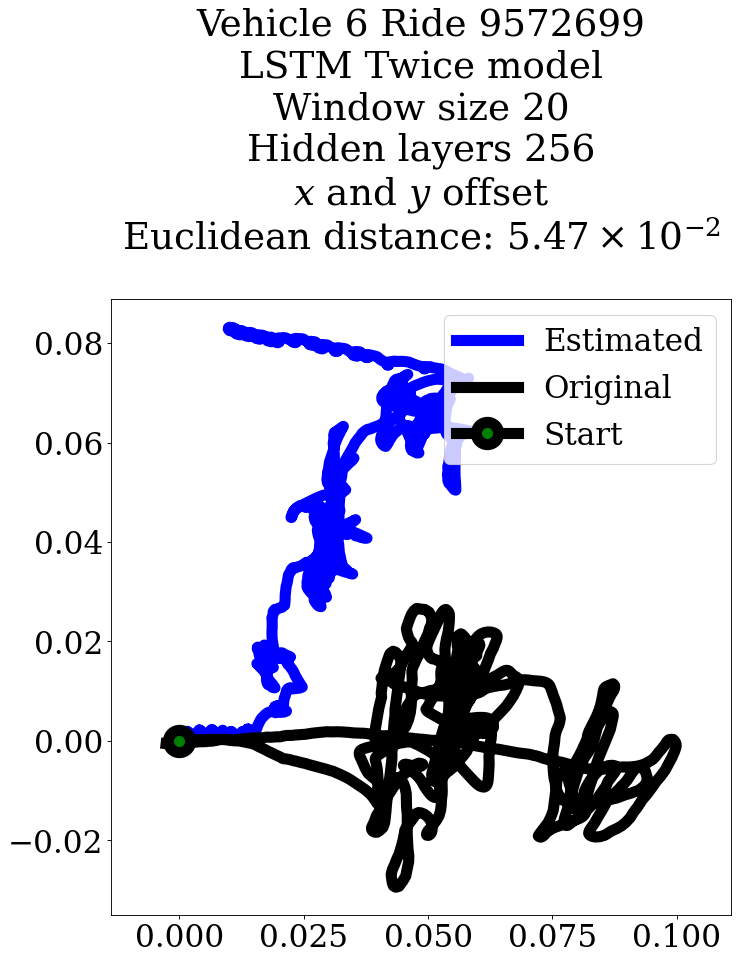 Vehicle 6 Ride 9572699
LSTM Twice model
Window size 20
Hidden layers 256
x and y offset
Euclidean distance: 5.47 × 10⁻²
Estimated
Original
Start
0.08
0.06
0.04
0.02
0.00
−0.02
0.000 0.025 0.050 0.075 0.100